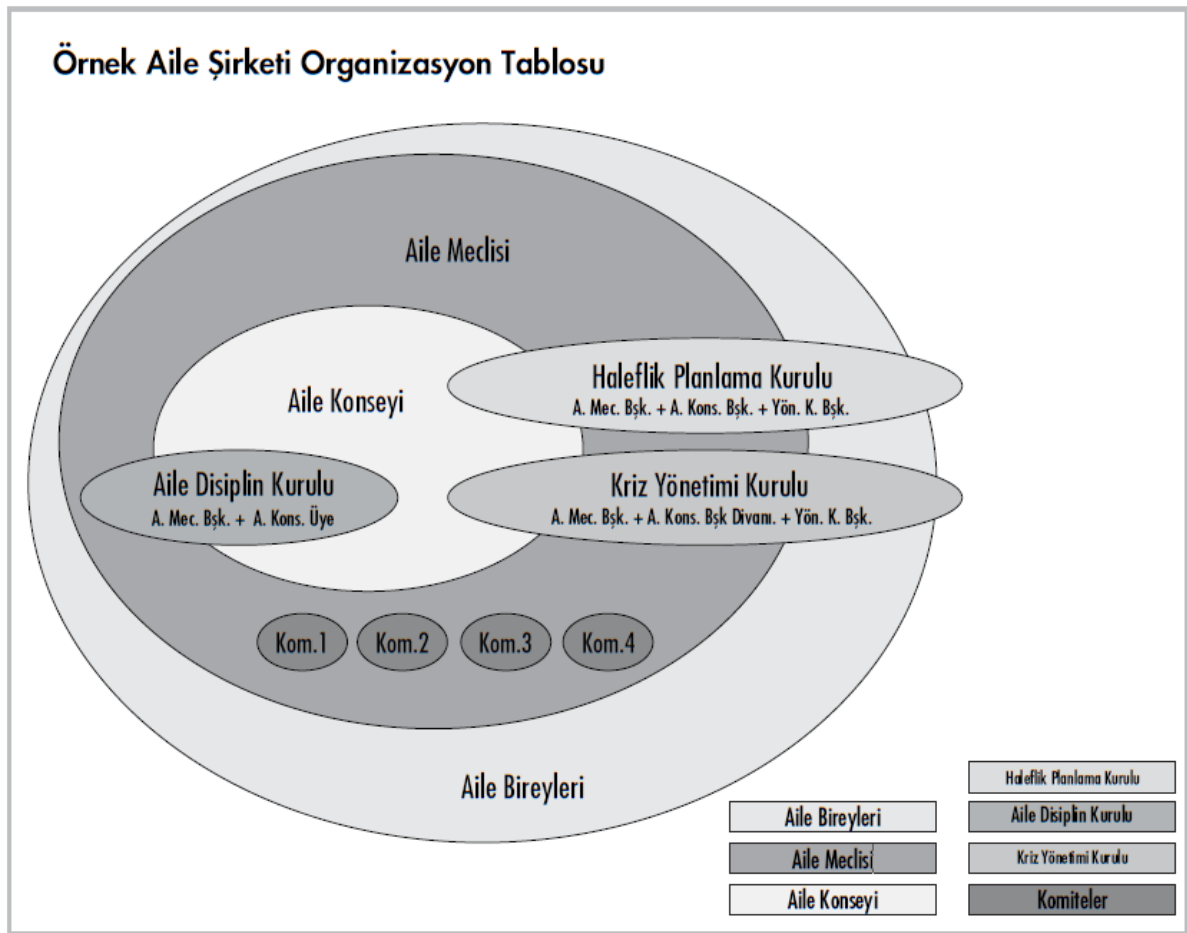 Örnek Aile Şirketi Organizasyon Tablosu
Aile Meclisi
Haleflik Planlama Kurulu
A. Mec. Bşk. + A. Kons. Bşk. + Yön. K. Bşk.
Aile Konseyi
Aile Disiplin Kurulu
A. Mec. Bşk. + A. Kons. Üye
Kriz Yönetimi Kurulu
A. Mec. Bşk. + A. Kons. Bşk Divanı. + Yön. K. Bşk.
Kom.1 Kom.2 Kom.3 Kom.4
Aile Bireyleri
Aile Bireyleri
Aile Meclisi
Aile Konseyi
Haleflik Planlama Kurulu
Aile Disiplin Kurulu
Kriz Yönetimi Kurulu
Komiteler